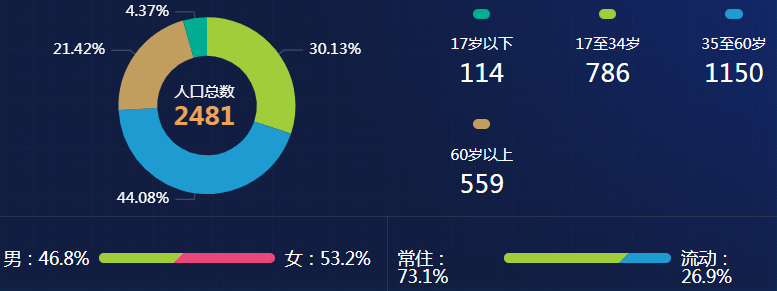 4.37%
21.42%
30.13%
人口总数
2481
44.08%
17岁以下
114
17至34岁
786
35至60岁
1150
60岁以上
559
男：46.8%
女：53.2%
常住：
73.1%
流动：
26.9%